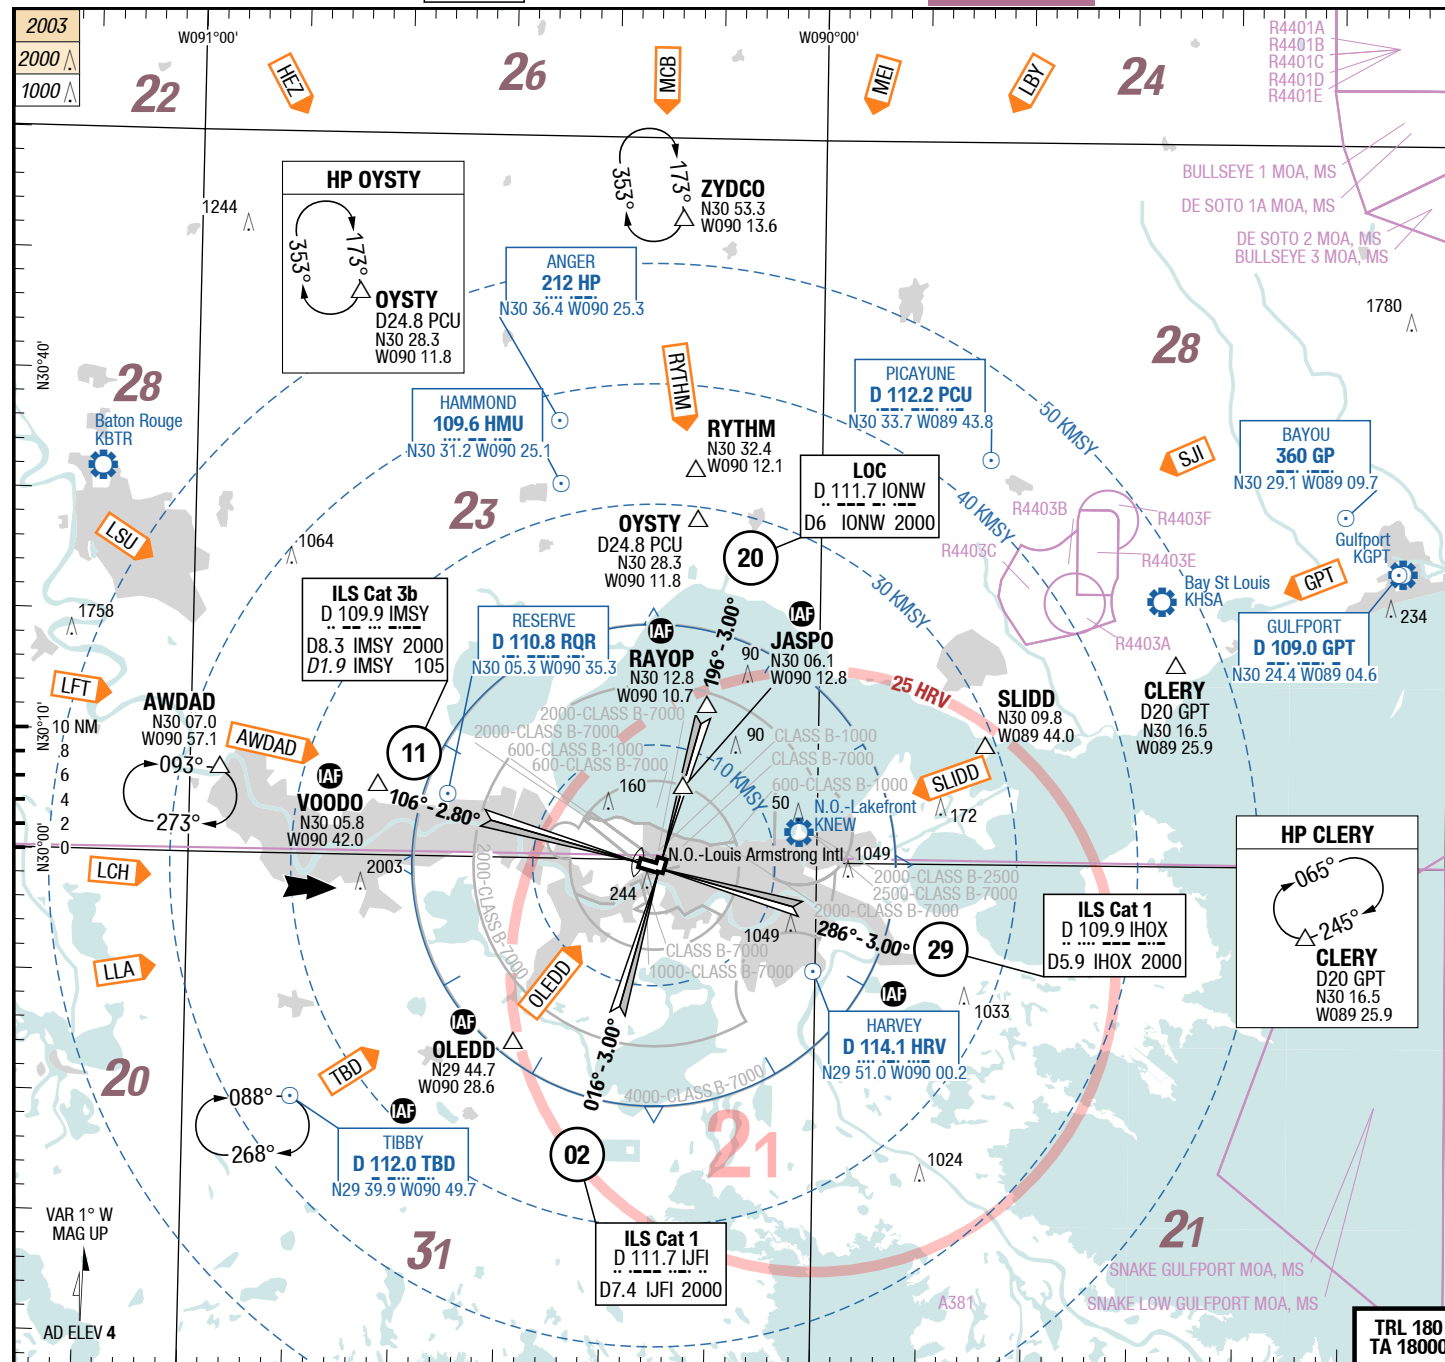 2003
2000
1000
W091°00'
W090°00'
22
26
24
HEZ
MCB
MEI
LBY
R4401A
R4401B
R4401C
R4401D
R4401E
BULLSEYE 1 MOA, MS
DE SOTO 1A MOA, MS
DE SOTO 2 MOA, MS
BULLSEYE 3 MOA, MS
1244
HP OYSTY
353°
173°
OYSTY
D24.8 PCU
N30 28.3
W090 11.8
353°
173°
ZYDCO
N30 53.3
W090 13.6
ANGER
212 HP
N30 36.4 W090 25.3
1780
N30°40'
28
28
Baton Rouge
KBTR
HAMMOND
109.6 HMU
N30 31.2 W090 25.1
RYTHM
RYTHM
N30 32.4
W090 12.1
PICAYUNE
D 112.2 PCU
N30 33.7 W089 43.8
50 KMSY
SJI
BAYOU
360 GP
N30 29.1 W089 09.7
LOC
D 111.7 IONW
D6 IONW 2000
23
LSU
1064
OYSTY
D24.8 PCU
N30 28.3
W090 11.8
20
40 KMSY
R4403B
R4403F
R4403C
R4403E
R4403A
Gulfport
KGPT
GPT
Bay St Louis
KHSA
234
1758
ILS Cat 3b
D 109.9 IMSY
D8.3 IMSY 2000
D1.9 IMSY 105
RESERVE
D 110.8 RQR
N30 05.3 W090 35.3
30 KMSY
GULFPORT
D 109.0 GPT
N30 24.4 W089 04.6
IAF
RAYOP
N30 12.8
W090 10.7
196°-3.00°
IAF
JASPO
N30 06.1
W090 12.8
90
25 HRV
CLERY
D20 GPT
N30 16.5
W089 25.9
LFT
AWDAD
N30 07.0
W090 57.1
N30°10'
10 NM
8
6
4
2
0
N30°00'
AWDAD
11
SLIDD
N30 09.8
W089 44.0
2000-CLASS B-7000
2000-CLASS B-7000
600-CLASS B-1000
600-CLASS B-7000
CLASS B-1000
CLASS B-7000
600-CLASS B-1000
90
10 KMSY
093°
273°
IAF
VOODO
N30 05.8
W090 42.0
106°-2.80°
160
50
N.O.-Lakefront
KNEW
SLIDD
172
HP CLERY
065°
245°
CLERY
D20 GPT
N30 16.5
W089 25.9
LCH
2003
2000-CLASS B-7000
N.O.-Louis Armstrong Intl
1049
244
2000-CLASS B-2500
2500-CLASS B-7000
2000-CLASS B-7000
ILS Cat 1
D 109.9 IHOX
D5.9 IHOX 2000
1049
286°-3.00°
29
CLASS B-7000
1000-CLASS B-7000
LLA
OLEDD
IAF
1033
IAF
OLEDD
N29 44.7
W090 28.6
HARVEY
D 114.1 HRV
N29 51.0 W090 00.2
20
TBD
016°-3.00°
4000-CLASS B-7000
088°
268°
IAF
TIBBY
D 112.0 TBD
N29 39.9 W090 49.7
02
21
1024
VAR 1° W
MAG UP
31
ILS Cat 1
D 111.7 IJFI
D7.4 IJFI 2000
21
SNAKE GULFPORT MOA, MS
SNAKE LOW GULFPORT MOA, MS
A381
AD ELEV 4
TRL 180
TA 18000